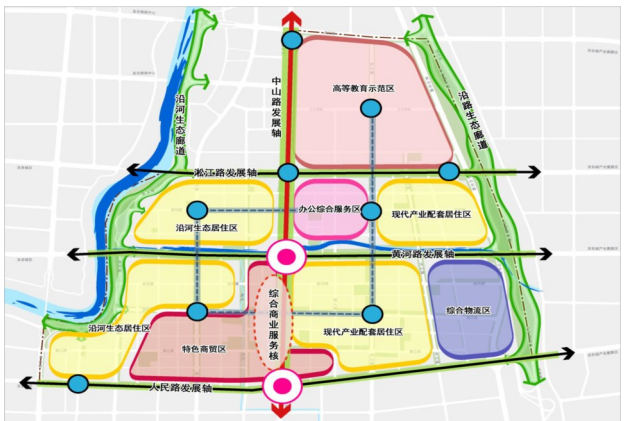 高等教育示范区
中山路发展轴
沿河生态廊道
沿路生态廊道
淞江路发展轴
办公综合服务区
现代产业配套居住区
沿河生态居住区
黄河路发展轴
综合商业服务核
综合物流区
沿河生态居住区
现代产业配套居住区
特色商贸区
人民路发展轴